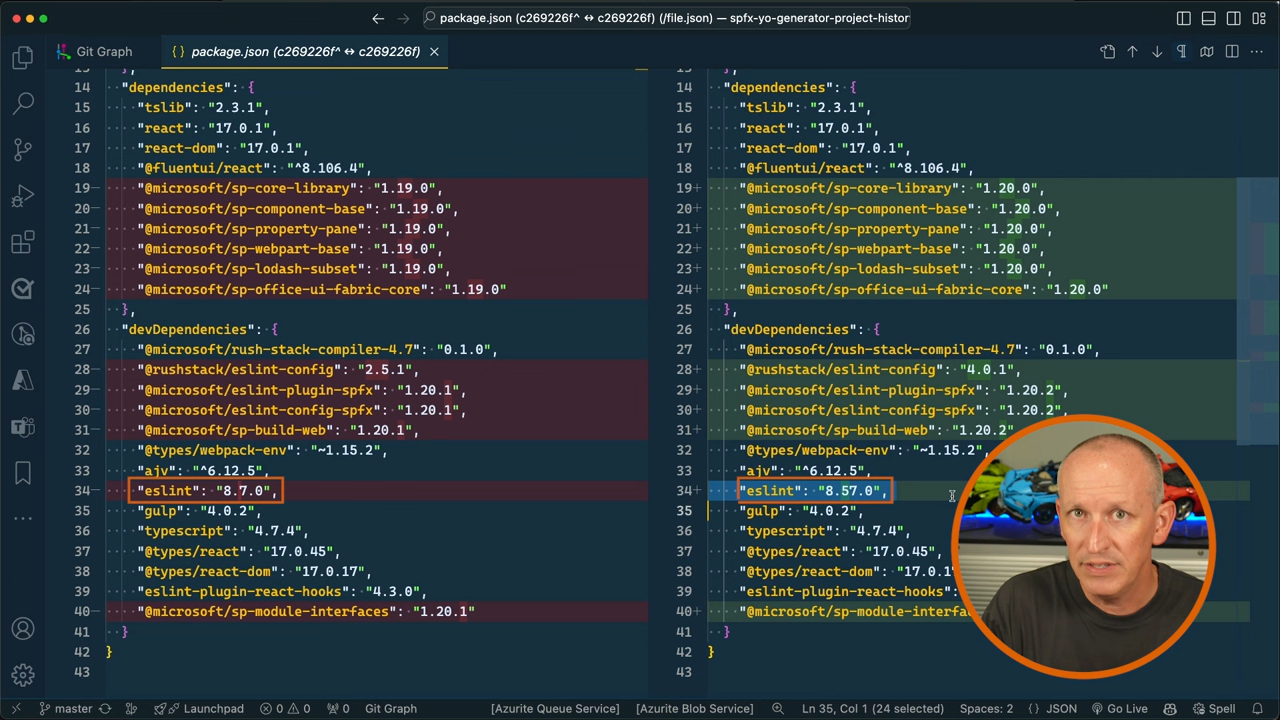 package.json (c269226f^ ↔ c269226f) (/file.json) — spfx-yo-generator-project-histor
Git Graph
{} package.json (c269226f^ ↔ c269226f)
14 "dependencies": {
15 "tslib": "2.3.1",
16 "react": "17.0.1",
17 "react-dom": "17.0.1",
18 "@fluentui/react": "^8.106.4",
19− "@microsoft/sp-core-library": "1.19.0",
20− "@microsoft/sp-component-base": "1.19.0",
21− "@microsoft/sp-property-pane": "1.19.0",
22− "@microsoft/sp-webpart-base": "1.19.0",
23− "@microsoft/sp-lodash-subset": "1.19.0",
24− "@microsoft/sp-office-ui-fabric-core": "1.19.0"
25 },
26 "devDependencies": {
27 "@microsoft/rush-stack-compiler-4.7": "0.1.0",
28− "@rushstack/eslint-config": "2.5.1",
29− "@microsoft/eslint-plugin-spfx": "1.20.1",
30− "@microsoft/eslint-config-spfx": "1.20.1",
31− "@microsoft/sp-build-web": "1.20.1",
32 "@types/webpack-env": "~1.15.2",
33 "ajv": "^6.12.5",
34− "eslint": "8.7.0",
35 "gulp": "4.0.2",
36 "typescript": "4.7.4",
37 "@types/react": "17.0.45",
38 "@types/react-dom": "17.0.17",
39 "eslint-plugin-react-hooks": "4.3.0",
40− "@microsoft/sp-module-interfaces": "1.20.1"
41 }
42 }
43
14 "dependencies": {
15 "tslib": "2.3.1",
16 "react": "17.0.1",
17 "react-dom": "17.0.1",
18 "@fluentui/react": "^8.106.4",
19+ "@microsoft/sp-core-library": "1.20.0",
20+ "@microsoft/sp-component-base": "1.20.0",
21+ "@microsoft/sp-property-pane": "1.20.0",
22+ "@microsoft/sp-webpart-base": "1.20.0",
23+ "@microsoft/sp-lodash-subset": "1.20.0",
24+ "@microsoft/sp-office-ui-fabric-core": "1.20.0"
25 },
26 "devDependencies": {
27 "@microsoft/rush-stack-compiler-4.7": "0.1.0",
28+ "@rushstack/eslint-config": "4.0.1",
29+ "@microsoft/eslint-plugin-spfx": "1.20.2",
30+ "@microsoft/eslint-config-spfx": "1.20.2",
31+ "@microsoft/sp-build-web": "1.20.2"
32 "@types/webpack-env": "~1.15.2",
33 "ajv": "^6.12.5",
34+ "eslint": "8.57.0",
35 "gulp": "4.0.2",
36 "typescript": "4.7.4",
37 "@types/react": "17.0.45",
38 "@types/react-dom": "17.0.1
39 "eslint-plugin-react-hooks":
40+ "@microsoft/sp-module-interfa
41 }
42 }
43
master Launchpad 0 0 0 Git Graph [Azurite Queue Service] [Azurite Blob Service] Ln 35, Col 1 (24 selected) Spaces: 2 {} JSON Go Live Spell